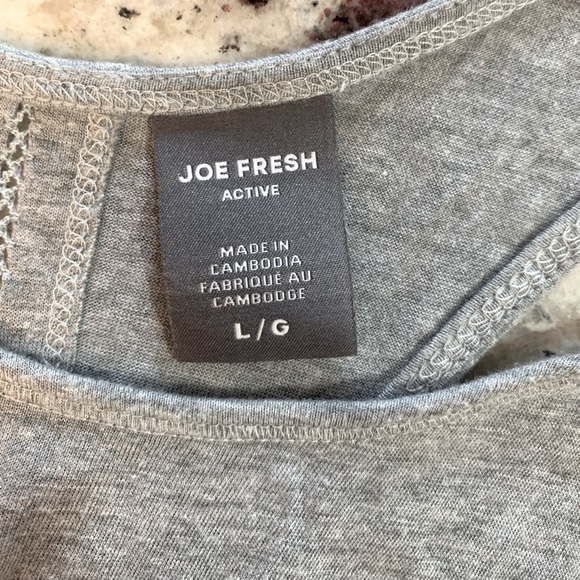 JOE FRESH
ACTIVE
MADE IN
CAMBODIA
FABRIQUÉ AU
CAMBODGE
L/G